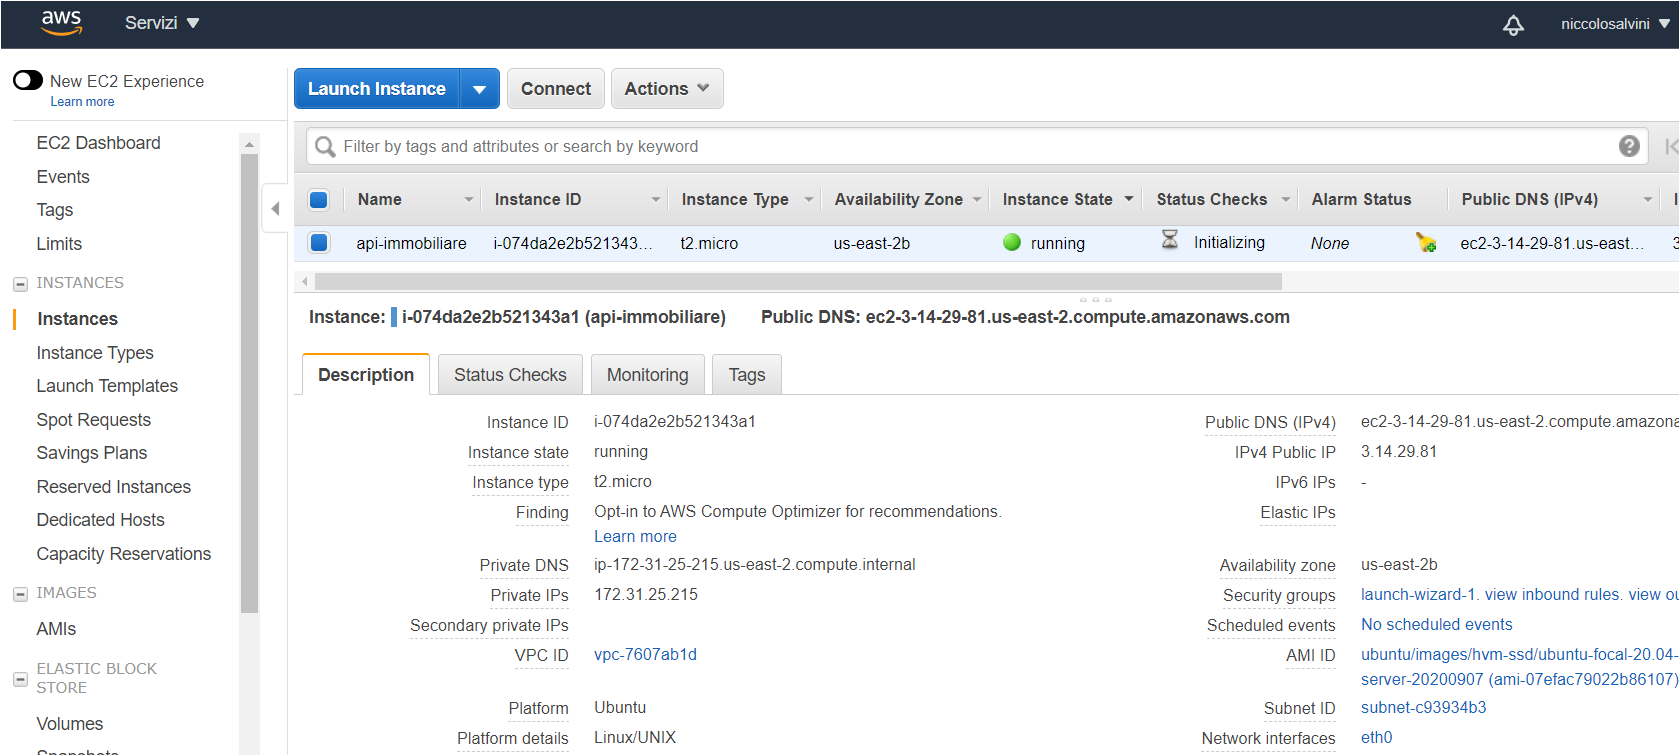 aws Servizi niccolosalvini
New EC2 Experience
Learn more
EC2 Dashboard
Events
Tags
Limits
INSTANCES
Instances
Instance Types
Launch Templates
Spot Requests
Savings Plans
Reserved Instances
Dedicated Hosts
Capacity Reservations
IMAGES
AMIs
ELASTIC BLOCK
STORE
Volumes
Launch Instance Connect Actions
Filter by tags and attributes or search by keyword
Name Instance ID Instance Type Availability Zone Instance State Status Checks Alarm Status Public DNS (IPv4)
api-immobiliare i-074da2e2b521343... t2.micro us-east-2b running Initializing None ec2-3-14-29-81.us-east... 3
Instance: i-074da2e2b521343a1 (api-immobiliare) Public DNS: ec2-3-14-29-81.us-east-2.compute.amazonaws.com
Description Status Checks Monitoring Tags
Instance ID i-074da2e2b521343a1 Public DNS (IPv4) ec2-3-14-29-81.us-east-2.compute.amazona
Instance state running IPv4 Public IP 3.14.29.81
Instance type t2.micro IPv6 IPs -
Finding Opt-in to AWS Compute Optimizer for recommendations. Elastic IPs
Learn more
Private DNS ip-172-31-25-215.us-east-2.compute.internal Availability zone us-east-2b
Private IPs 172.31.25.215 Security groups launch-wizard-1. view inbound rules. view ou
Secondary private IPs Scheduled events No scheduled events
VPC ID vpc-7607ab1d AMI ID ubuntu/images/hvm-ssd/ubuntu-focal-20.04-
server-20200907 (ami-07efac79022b86107)
Platform Ubuntu Subnet ID subnet-c93934b3
Platform details Linux/UNIX Network interfaces eth0